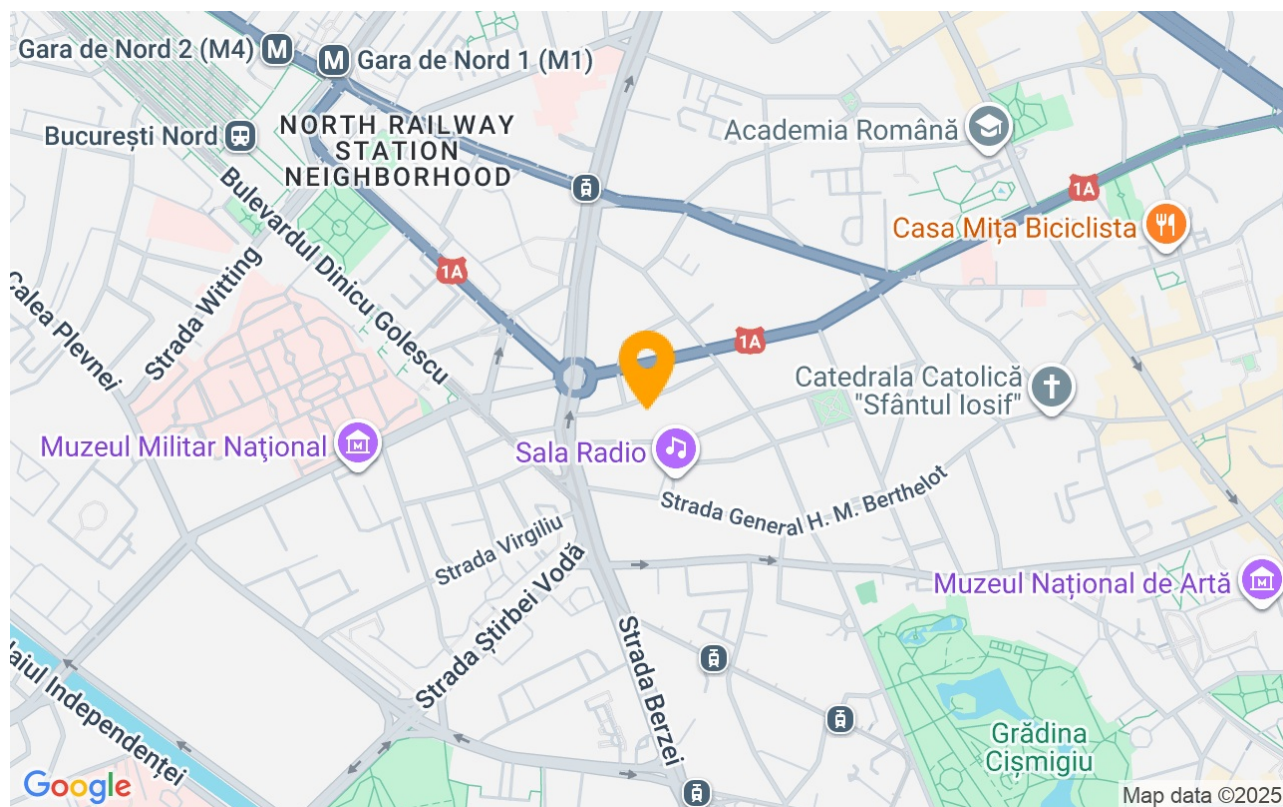 Gara de Nord 2 (M4)
Gara de Nord 1 (M1)
București Nord
NORTH RAILWAY
STATION
NEIGHBORHOOD
Academia Română
1A
Casa Mița Biciclista
Bulevardul Dinicu Golescu
Strada Witting
Calea Plevnei
1A
1A
Catedrala Catolică
"Sfântul Iosif"
Muzeul Militar Național
Sala Radio
Strada General H. M. Berthelot
Strada Virgiliu
Strada Știrbei Vodă
Muzeul Național de Artă
Strada Berzei
laiul Independenței
Grădina
Cișmigiu
Google
Map data ©2025